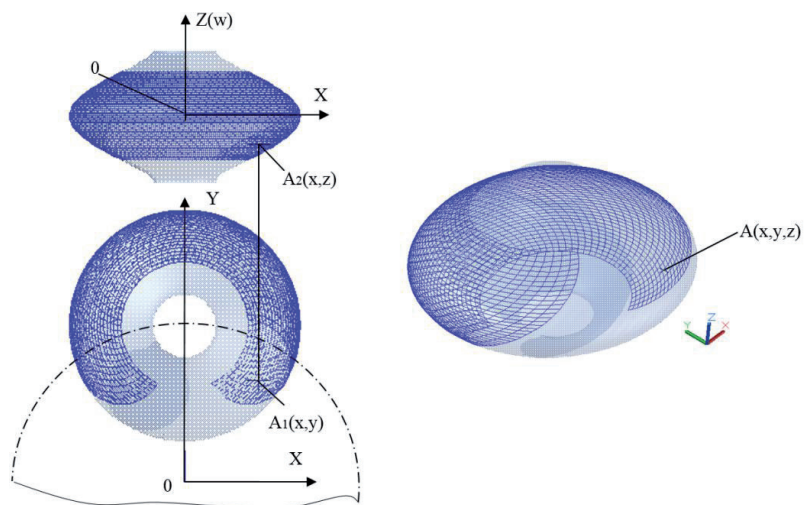 Z(w)
0
X
A2(x,z)
Y
A(x,y,z)
Z
Y
X
A1(x,y)
X
0